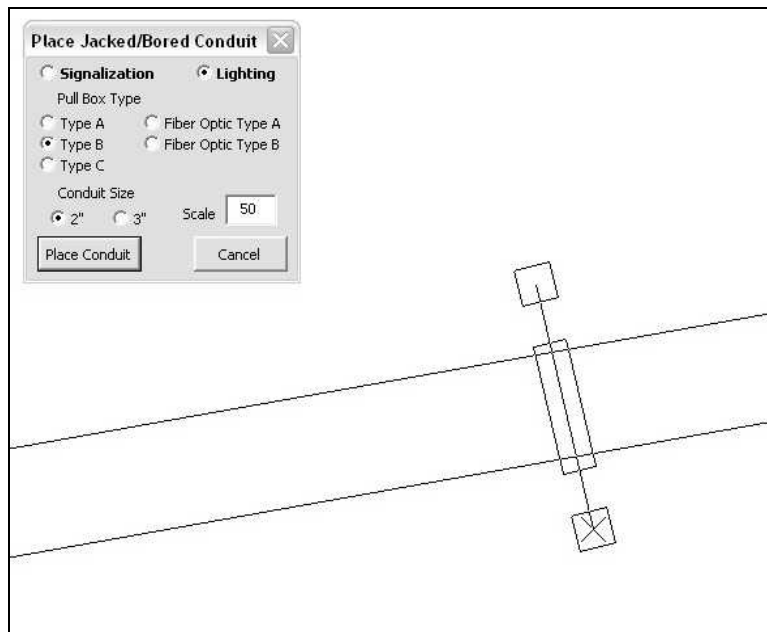 Place Jacked/Bored Conduit
Signalization Lighting
Pull Box Type
Type A Fiber Optic Type A
Type B Fiber Optic Type B
Type C
Conduit Size
2" 3" Scale 50
Place Conduit Cancel